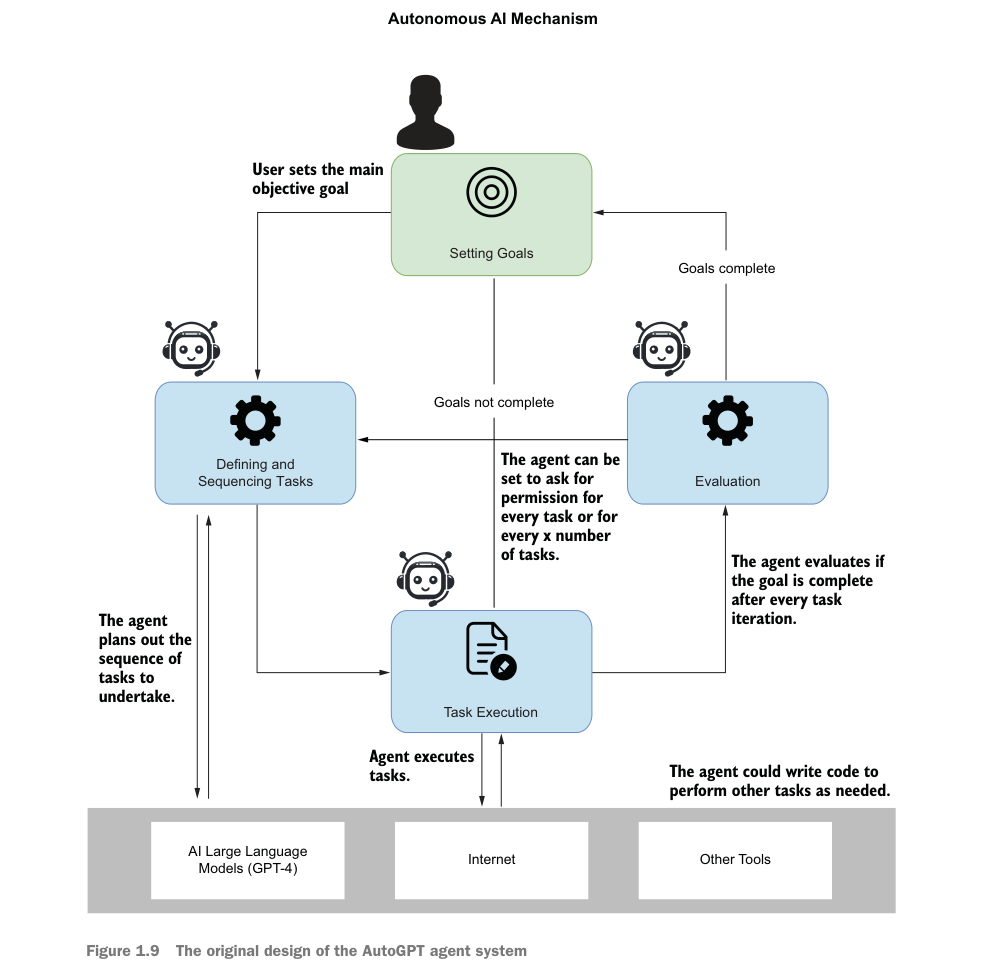 Autonomous AI Mechanism
User sets the main
objective goal
Setting Goals
Goals complete
Goals not complete
Defining and
Sequencing Tasks
Evaluation
The agent can be
set to ask for
permission for
every task or for
every x number
of tasks.
The agent evaluates if
the goal is complete
after every task
iteration.
The agent
plans out the
sequence of
tasks to
undertake.
Task Execution
Agent executes
tasks.
The agent could write code to
perform other tasks as needed.
AI Large Language
Models (GPT-4)
Internet
Other Tools
Figure 1.9 The original design of the AutoGPT agent system